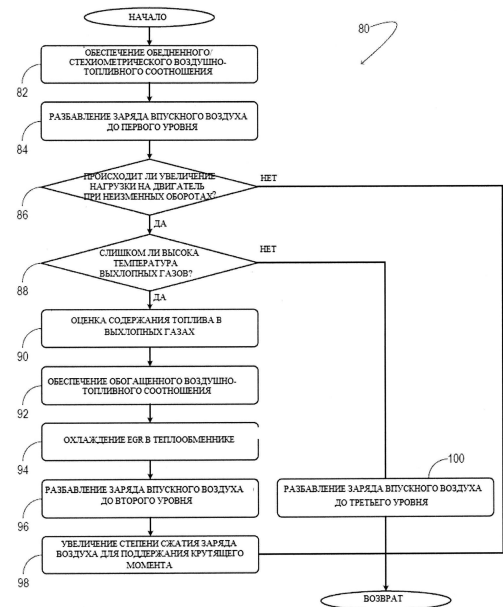 НАЧАЛО
80
ОБЕСПЕЧЕНИЕ ОБЕДНЕННОГО/
СТЕХИОМЕТРИЧЕСКОГО ВОЗДУШНО-
ТОПЛИВНОГО СООТНОШЕНИЯ
82
РАЗБАВЛЕНИЕ ЗАРЯДА ВПУСКНОГО ВОЗДУХА
ДО ПЕРВОГО УРОВНЯ
84
ПРОИСХОДИТ ЛИ УВЕЛИЧЕНИЕ
НАГРУЗКИ НА ДВИГАТЕЛЬ
ПРИ НЕИЗМЕННЫХ ОБОРОТАХ?
НЕТ
86
ДА
СЛИШКОМ ЛИ ВЫСОКА
ТЕМПЕРАТУРА
ВЫХЛОПНЫХ ГАЗОВ?
НЕТ
88
ДА
ОЦЕНКА СОДЕРЖАНИЯ ТОПЛИВА В
ВЫХЛОПНЫХ ГАЗАХ
90
ОБЕСПЕЧЕНИЕ ОБОГАЩЕННОГО ВОЗДУШНО-
ТОПЛИВНОГО СООТНОШЕНИЯ
92
ОХЛАЖДЕНИЕ EGR В ТЕПЛООБМЕННИКЕ
94
РАЗБАВЛЕНИЕ ЗАРЯДА ВПУСКНОГО ВОЗДУХА
ДО ВТОРОГО УРОВНЯ
96
100
РАЗБАВЛЕНИЕ ЗАРЯДА ВПУСКНОГО ВОЗДУХА
ДО ТРЕТЬЕГО УРОВНЯ
УВЕЛИЧЕНИЕ СТЕПЕНИ СЖАТИЯ ЗАРЯДА
ВОЗДУХА ДЛЯ ПОДДЕРЖАНИЯ КРУТЯЩЕГО
МОМЕНТА
98
ВОЗВРАТ